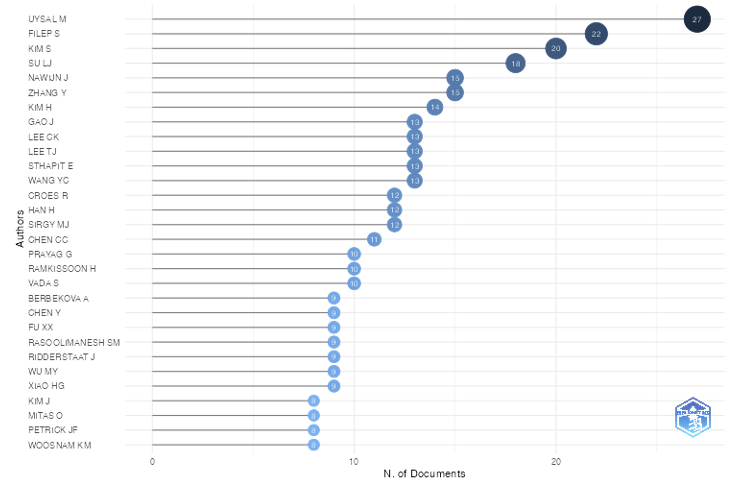 UYSAL M 27
FILEP S 22
KIM S 20
SU LJ 18
NAWIJN J 15
ZHANG Y 15
KIM H 14
GAO J 13
LEE CK 13
LEE TJ 13
STHAPIT E 13
WANG YC 13
CROES R 12
HAN H 12
SIRGY MJ 12
CHEN CC 11
PRAYAG G 10
RAMKISSOON H 10
VADA S 10
BERBEKOVA A 9
CHEN Y 9
FU XX 9
RASOOLIMANESH SM 9
RIDDERSTAAT J 9
WU MY 9
XIAO HG 9
KIM J 8
MITAS O 8
PETRICK JF 8
WOOSNAM KM 8
Authors
0 10 20
N. of Documents